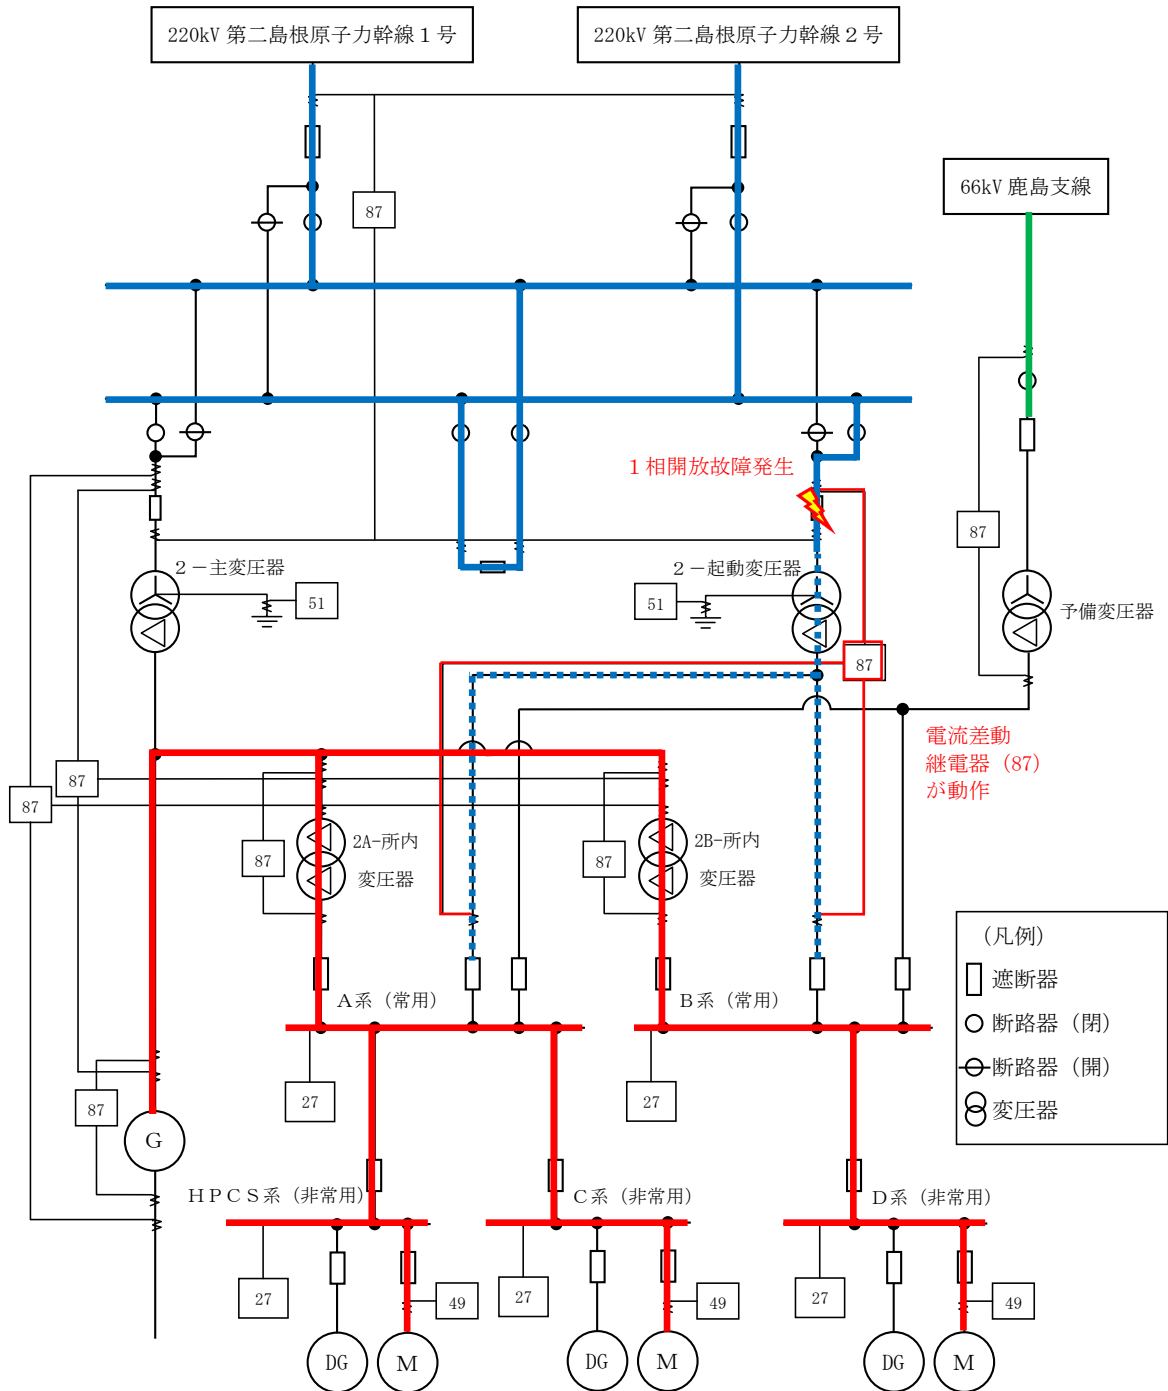 220kV 第二島根原子力幹線１号
220kV 第二島根原子力幹線２号
66kV 鹿島支線
87
１相開放故障発生
87
２－主変圧器
２－起動変圧器
51
51
予備変圧器
87
電流差動
継電器（87）
が動作
87
87
2A-所内
変圧器
87
2B-所内
変圧器
87
Ａ系（常用）
Ｂ系（常用）
（凡例）
遮断器
断路器（閉）
断路器（開）
変圧器
27
27
87
G
ＨＰＣＳ系（非常用）
Ｃ系（非常用）
Ｄ系（非常用）
27
49
27
49
27
49
DG
M
DG
M
DG
M